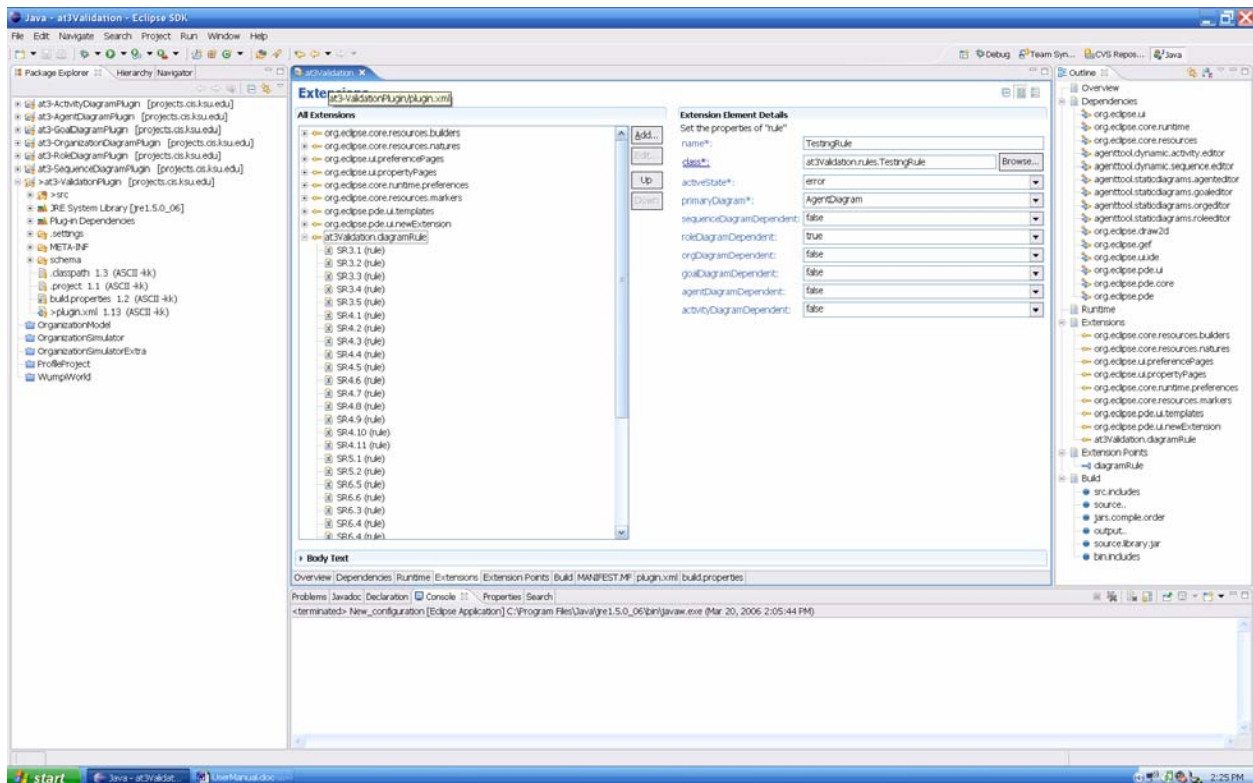 Java - at3Validation - Eclipse SDK
File Edit Navigate Search Project Run Window Help
Debug Team Syn... CVS Repos... Java
Package Explorer Hierarchy Navigator
at3-ActivityDiagramPlugin [projects.cis.ksu.edu]
at3-AgentDiagramPlugin [projects.cis.ksu.edu]
at3-GoalDiagramPlugin [projects.cis.ksu.edu]
at3-OrganizationDiagramPlugin [projects.cis.ksu.edu]
at3-RoleDiagramPlugin [projects.cis.ksu.edu]
at3-SequenceDiagramPlugin [projects.cis.ksu.edu]
>at3-ValidationPlugin [projects.cis.ksu.edu]
>src
JRE System Library [jre1.5.0_06]
Plug-in Dependencies
.settings
META-INF
schema
.classpath 1.3 (ASCII -kk)
.project 1.1 (ASCII -kk)
build.properties 1.2 (ASCII -kk)
>plugin.xml 1.13 (ASCII -kk)
OrganizationModel
OrganizationSimulator
OrganizationSimulatorExtra
ProfileProject
WumpiWorld
at3Validation
at3-ValidationPlugin/plugin.xml
All Extensions
org.eclipse.core.resources.builders
org.eclipse.core.resources.natures
org.eclipse.ui.preferencePages
org.eclipse.ui.propertyPages
org.eclipse.core.runtime.preferences
org.eclipse.core.resources.markers
org.eclipse.pde.ui.templates
org.eclipse.pde.ui.newExtension
at3Validation.diagramRule
SR3.1 (rule)
SR3.2 (rule)
SR3.3 (rule)
SR3.4 (rule)
SR3.5 (rule)
SR4.1 (rule)
SR4.2 (rule)
SR4.3 (rule)
SR4.4 (rule)
SR4.5 (rule)
SR4.6 (rule)
SR4.7 (rule)
SR4.8 (rule)
SR4.9 (rule)
SR4.10 (rule)
SR4.11 (rule)
SR5.1 (rule)
SR5.2 (rule)
SR6.5 (rule)
SR6.6 (rule)
SR6.3 (rule)
SR6.4 (rule)
SR6.4 (rule)
Add...
Edit...
Up
Down
Extension Element Details
Set the properties of "rule"
name*: TestingRule
class*: at3Validation.rules.TestingRule Browse...
activeState*: error
primaryDiagram*: AgentDiagram
sequenceDiagramDependent: false
roleDiagramDependent: true
orgDiagramDependent: false
goalDiagramDependent: false
agentDiagramDependent: false
activityDiagramDependent: false
Body Text
Overview Dependencies Runtime Extensions Extension Points Build MANIFEST.MF plugin.xml build.properties
Outline
Overview
Dependencies
org.eclipse.ui
org.eclipse.core.runtime
org.eclipse.core.resources
agenttool.dynamic.activity.editor
agenttool.dynamic.sequence.editor
agenttool.staticdiagrams.agenteditor
agenttool.staticdiagrams.goaleditor
agenttool.staticdiagrams.orgeditor
agenttool.staticdiagrams.roleeditor
org.eclipse.draw2d
org.eclipse.gef
org.eclipse.ui.ide
org.eclipse.pde.ui
org.eclipse.pde.core
org.eclipse.pde
Runtime
Extensions
org.eclipse.core.resources.builders
org.eclipse.core.resources.natures
org.eclipse.ui.preferencePages
org.eclipse.ui.propertyPages
org.eclipse.core.runtime.preferences
org.eclipse.core.resources.markers
org.eclipse.pde.ui.templates
org.eclipse.pde.ui.newExtension
at3Validation.diagramRule
Extension Points
diagramRule
Build
src.includes
source..
jars.compile.order
output..
source.library.jar
bin.includes
Problems Javadoc Declaration Console Properties Search
<terminated> New_configuration [Eclipse Application] C:\Program Files\Java\jre1.5.0_06\bin\javaw.exe (Mar 20, 2006 2:05:44 PM)
start Java - at3Validat... UserManual.doc -... 2:25 PM